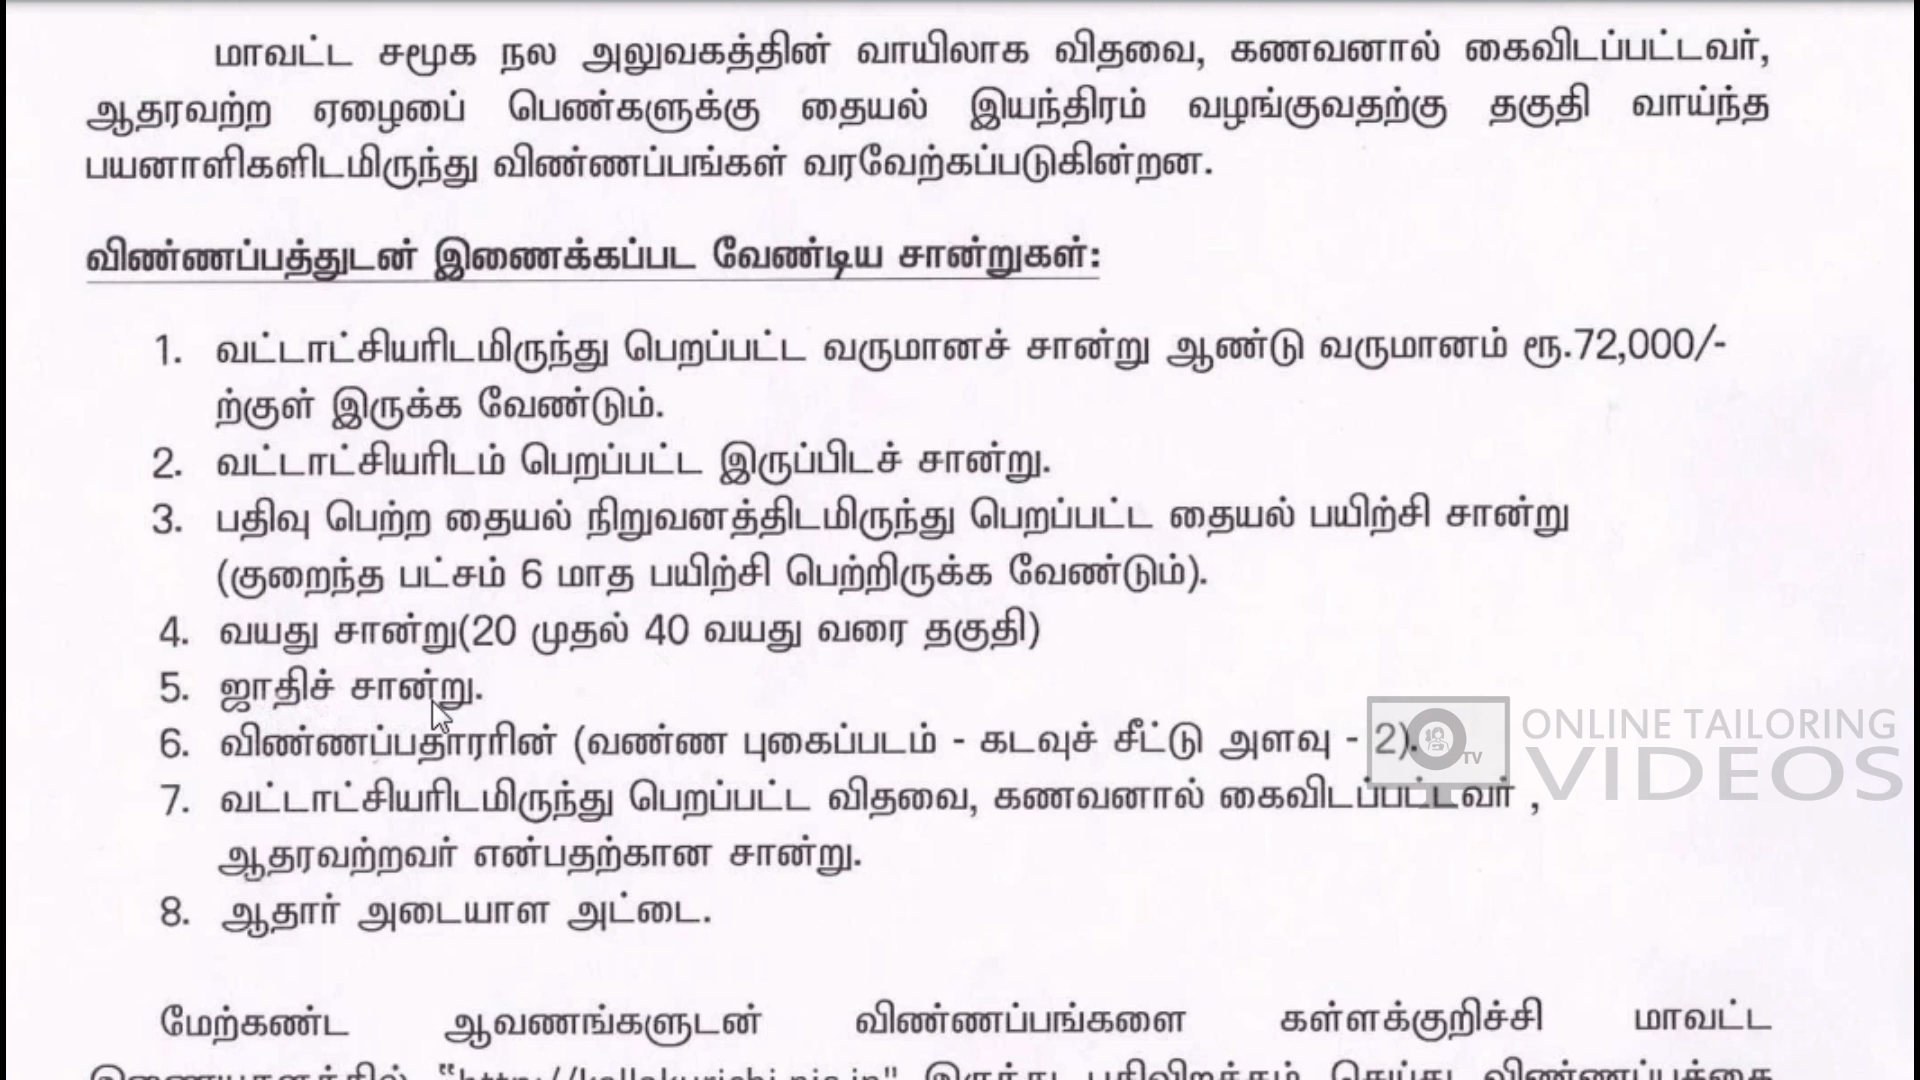 மாவட்ட சமூக நல அலுவகத்தின் வாயிலாக விதவை, கணவனால் கைவிடப்பட்டவர்,
ஆதரவற்ற ஏழைபை் பெண்களுக்கு தையல் இயந்திரம் வழங்குவதற்கு தகுதி வாய்ந்த
பயனாளிகளிடமிருந்து விண்ணப்பங்கள் வரவேற்கப்படுகின்றன.
விண்ணப்பத்துடன் இணைக்கப்பட வேண்டிய சான்றுகள்:
1. வட்டாட்சியரிடமிருந்து பெறப்பட்ட வருமானச் சான்று ஆண்டு வருமானம் ரூ.72,000/-
ற்குள் இருக்க வேண்டும்.
2. வட்டாட்சியரிடம் பெறப்பட்ட இருப்பிடச் சான்று.
3. பதிவு பெற்ற தையல் நிறுவனத்திடமிருந்து பெறப்பட்ட தையல் பயிற்சி சான்று
(குறைந்த பட்சம் 6 மாத பயிற்சி பெற்றிருக்க வேண்டும்).
4. வயது சான்று(20 முதல் 40 வயது வரை தகுதி)
5. ஜாதிச் சான்று.
6. விண்ணப்பதாரரின் (வண்ண புகைப்படம் - கடவுச் சீட்டு அளவு - 2).
7. வட்டாட்சியரிடமிருந்து பெறப்பட்ட விதவை, கணவனால் கைவிடப்பட்டவர் ,
ஆதரவற்றவர் என்பதற்கான சான்று.
8. ஆதார் அடையாள அட்டை.
ONLINE TAILORING
VIDEOS
TV
மேற்கண்ட ஆவணங்களுடன் விண்ணப்பங்களை கள்ளக்குறிச்சி மாவட்ட